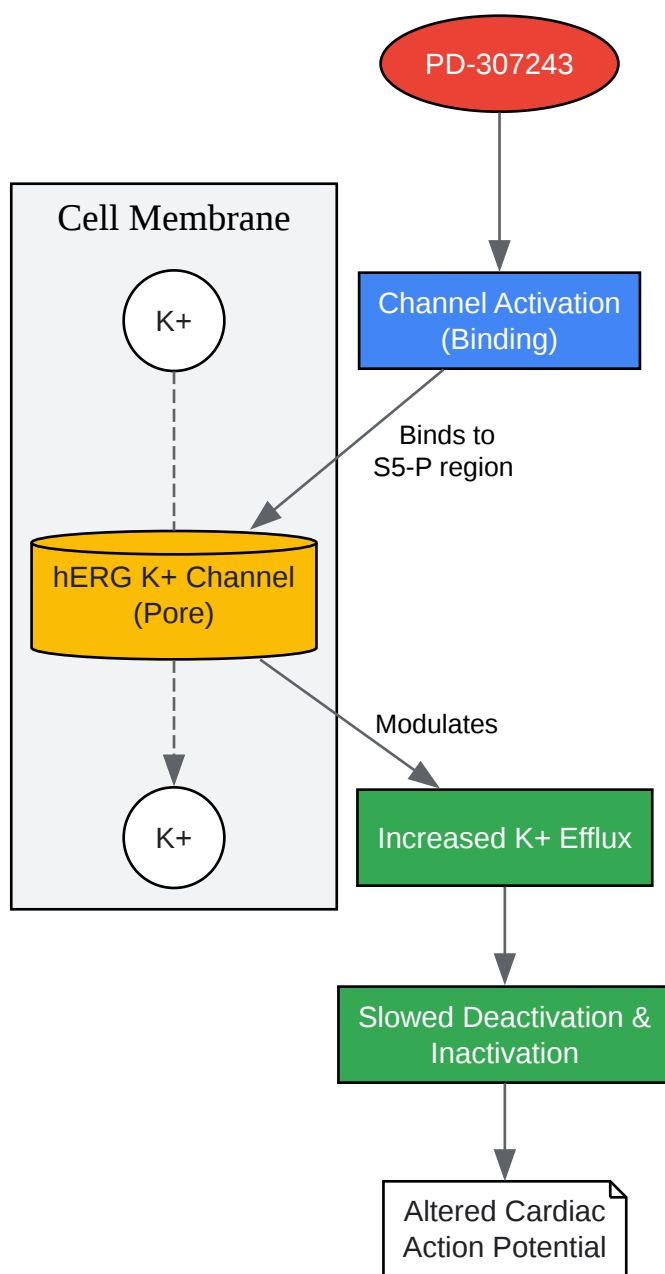 PD-307243
Cell Membrane
K+
Channel Activation
(Binding)
Binds to
S5-P region
hERG K+ Channel
(Pore)
Modulates
K+
Increased K+ Efflux
Slowed Deactivation &
Inactivation
Altered Cardiac
Action Potential